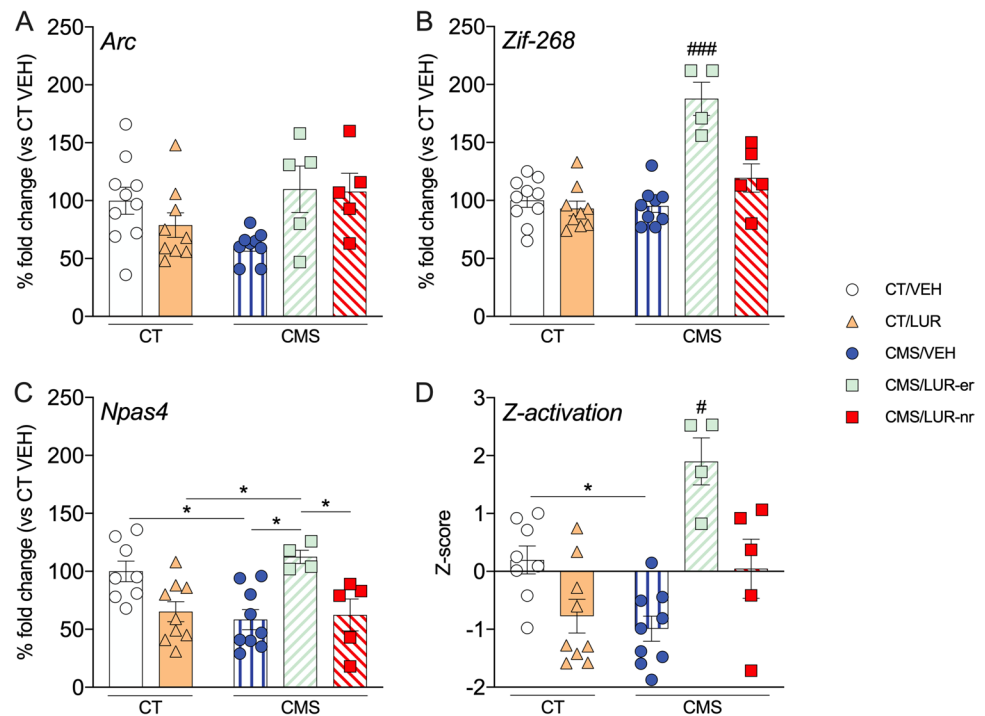 A
Arc
% fold change (vs CT VEH)
250
200
150
100
50
0
CT
CMS
B
Zif-268
% fold change (vs CT VEH)
250
200
150
100
50
0
###
CT
CMS
C
Npas4
% fold change (vs CT VEH)
250
200
150
100
50
0
*
*
*
*
CT
CMS
D
Z-activation
Z-score
3
2
1
0
-1
-2
#
*
CT
CMS
CT/VEH
CT/LUR
CMS/VEH
CMS/LUR-er
CMS/LUR-nr